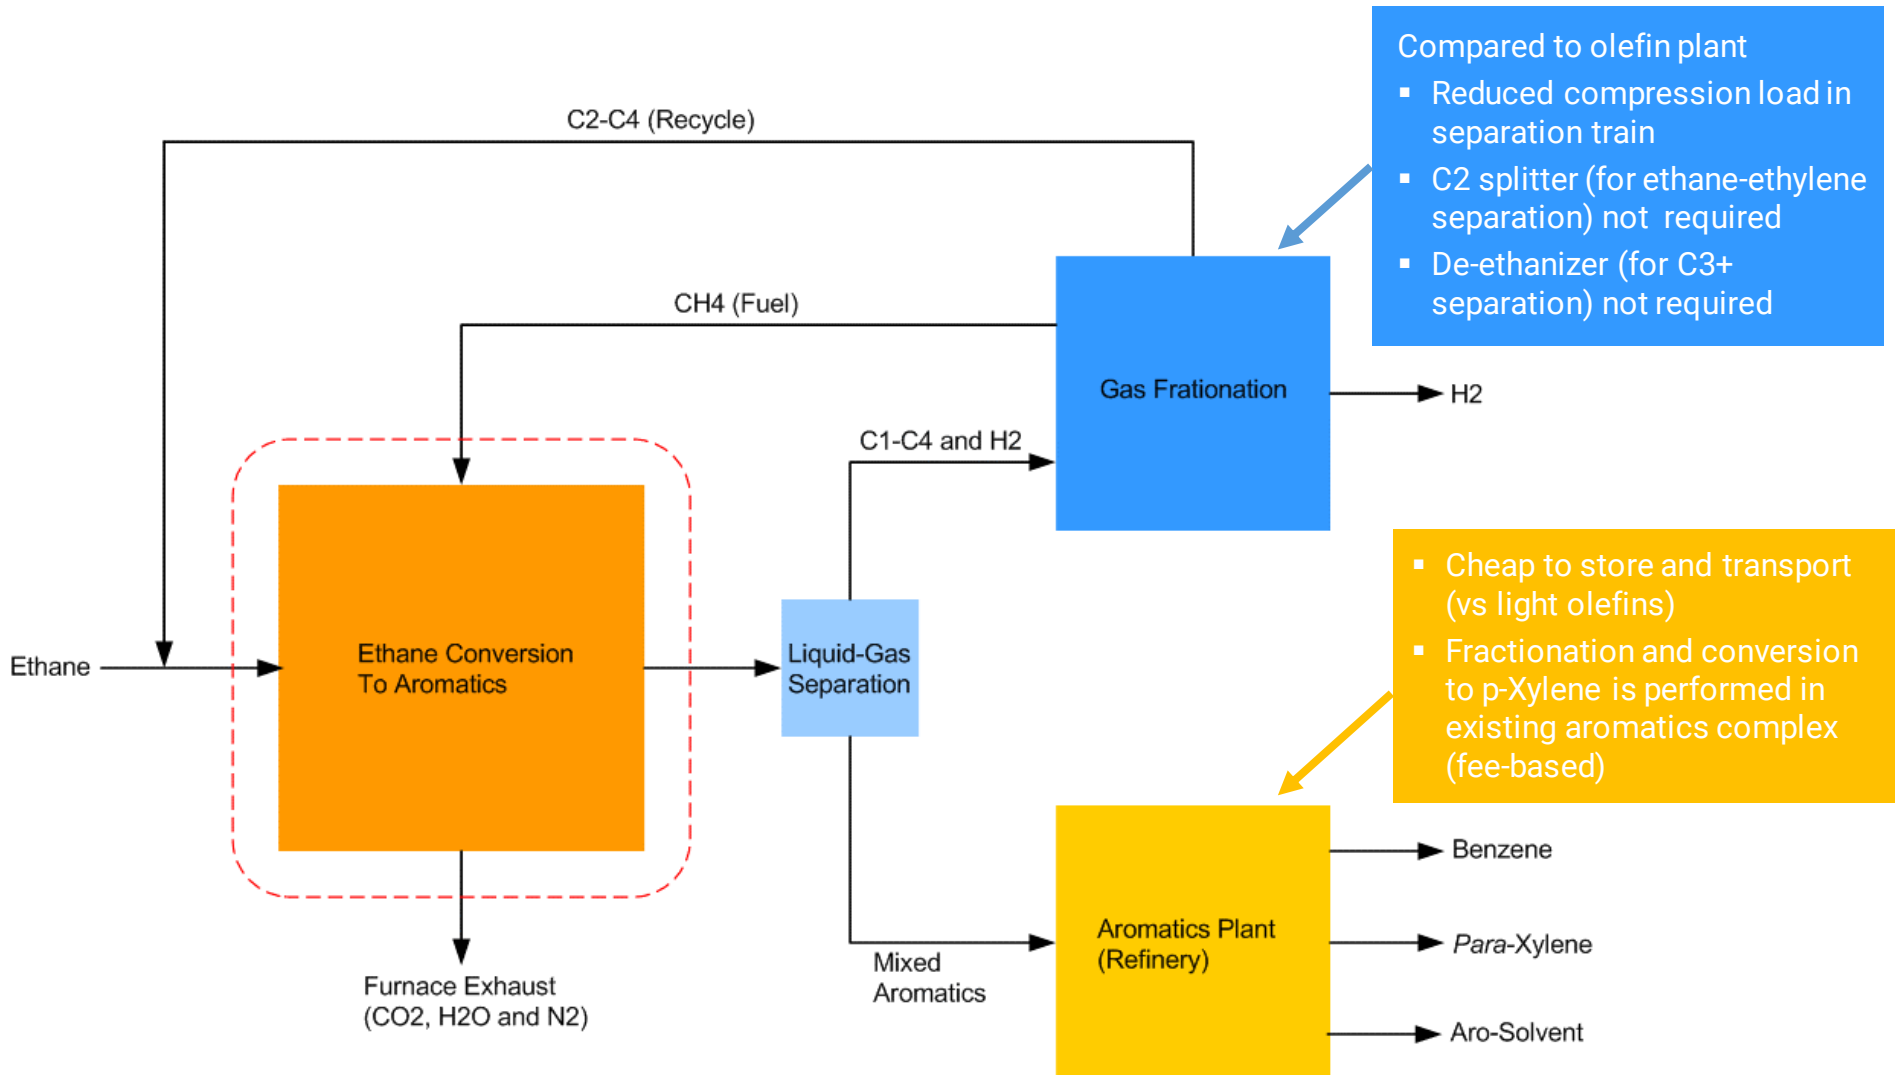 Compared to olefin plant
▪ Reduced compression load in
separation train
▪ C2 splitter (for ethane-ethylene
separation) not required
▪ De-ethanizer (for C3+
separation) not required
C2-C4 (Recycle)
CH4 (Fuel)
Gas Frationation
H2
C1-C4 and H2
Ethane
Ethane Conversion
To Aromatics
Liquid-Gas
Separation
▪ Cheap to store and transport
(vs light olefins)
▪ Fractionation and conversion
to p-Xylene is performed in
existing aromatics complex
(fee-based)
Furnace Exhaust
(CO2, H2O and N2)
Mixed
Aromatics
Aromatics Plant
(Refinery)
Benzene
Para-Xylene
Aro-Solvent